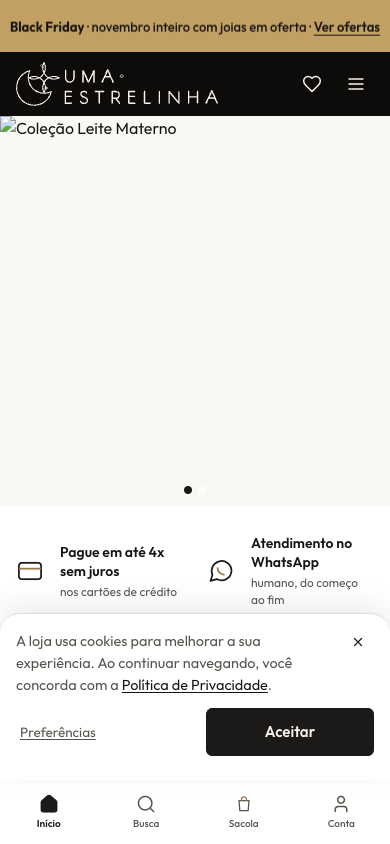 Black Friday · novembro inteiro com joias em oferta · Ver ofertas
UMA
ESTRELINHA
Coleção Leite Materno
Pague em até 4x
sem juros
nos cartões de crédito
Atendimento no
WhatsApp
humano, do começo
ao fim
A loja usa cookies para melhorar a sua
experiência. Ao continuar navegando, você
concorda com a Política de Privacidade.
Preferências
Aceitar
Início
Busca
Sacola
Conta